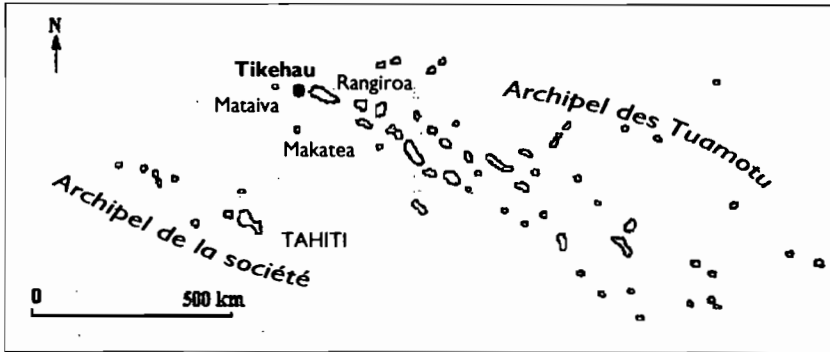 N
Tikehau
Rangiroa
Mataiva
Makatea
Archipel des Tuamotu
Archipel de la société
TAHITI
0 500 km